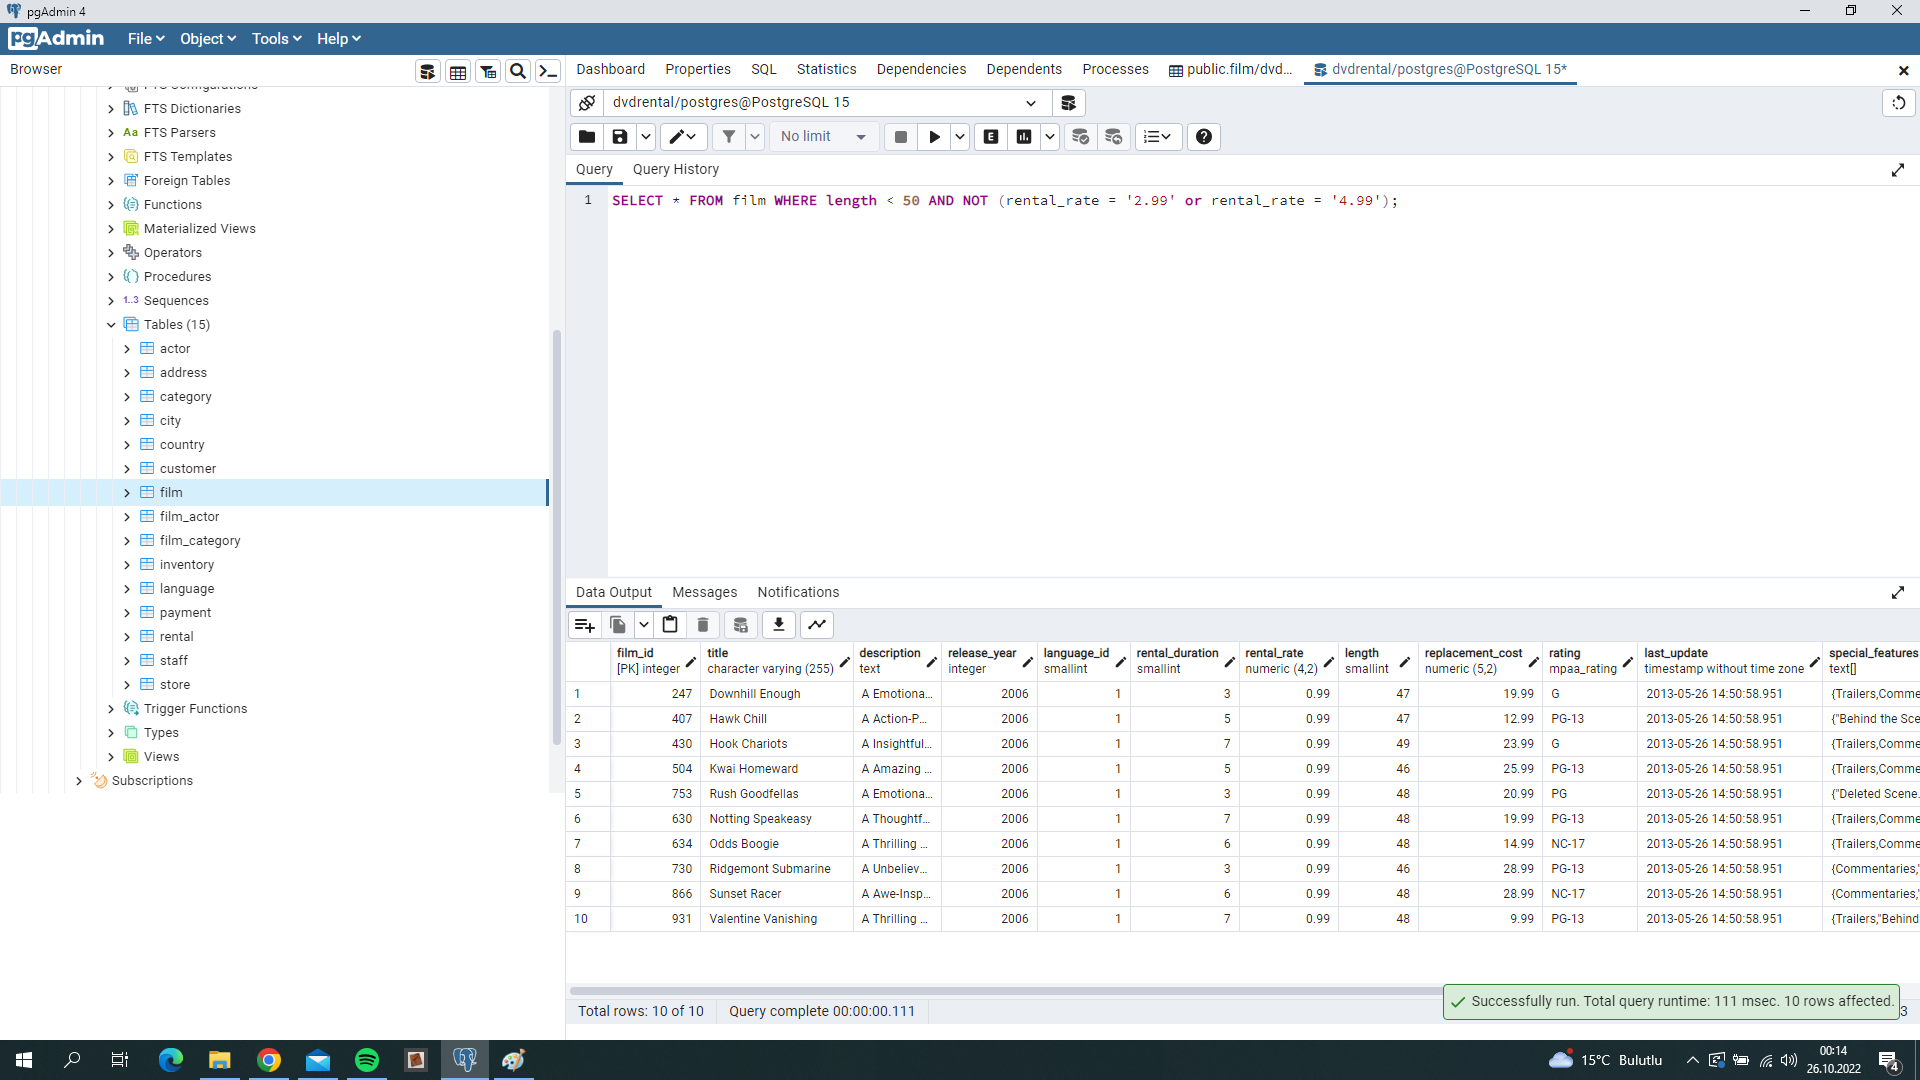 pgAdmin 4
pgAdmin File Object Tools Help
Browser
Dashboard Properties SQL Statistics Dependencies Dependents Processes public.film/dvd... dvdrental/postgres@PostgreSQL 15*
dvdrental/postgres@PostgreSQL 15
No limit
Query Query History
1 SELECT * FROM film WHERE length < 50 AND NOT (rental_rate = '2.99' or rental_rate = '4.99');
FTS Configurations
FTS Dictionaries
Aa FTS Parsers
FTS Templates
Foreign Tables
Functions
Materialized Views
Operators
Procedures
1..3 Sequences
Tables (15)
actor
address
category
city
country
customer
film
film_actor
film_category
inventory
language
payment
rental
staff
store
Trigger Functions
Types
Views
Subscriptions
Data Output Messages Notifications
film_id title description release_year language_id rental_duration rental_rate length replacement_cost rating last_update special_features
[PK] integer character varying (255) text integer smallint smallint numeric (4,2) smallint numeric (5,2) mpaa_rating timestamp without time zone text[]
1 247 Downhill Enough A Emotiona... 2006 1 3 0.99 47 19.99 G 2013-05-26 14:50:58.951 {Trailers,Comme
2 407 Hawk Chill A Action-P... 2006 1 5 0.99 47 12.99 PG-13 2013-05-26 14:50:58.951 {"Behind the Sce
3 430 Hook Chariots A Insightful... 2006 1 7 0.99 49 23.99 G 2013-05-26 14:50:58.951 {Trailers,Comme
4 504 Kwai Homeward A Amazing ... 2006 1 5 0.99 46 25.99 PG-13 2013-05-26 14:50:58.951 {Trailers,Comme
5 753 Rush Goodfellas A Emotiona... 2006 1 3 0.99 48 20.99 PG 2013-05-26 14:50:58.951 {"Deleted Scene.
6 630 Notting Speakeasy A Thoughtf... 2006 1 7 0.99 48 19.99 PG-13 2013-05-26 14:50:58.951 {Trailers,Comme
7 634 Odds Boogie A Thrilling ... 2006 1 6 0.99 48 14.99 NC-17 2013-05-26 14:50:58.951 {Trailers,Comme
8 730 Ridgemont Submarine A Unbeliev... 2006 1 3 0.99 46 28.99 PG-13 2013-05-26 14:50:58.951 {Commentaries,"
9 866 Sunset Racer A Awe-Insp... 2006 1 6 0.99 48 28.99 NC-17 2013-05-26 14:50:58.951 {Commentaries,"
10 931 Valentine Vanishing A Thrilling ... 2006 1 7 0.99 48 9.99 PG-13 2013-05-26 14:50:58.951 {Trailers,"Behind
Total rows: 10 of 10 Query complete 00:00:00.111
Successfully run. Total query runtime: 111 msec. 10 rows affected. 3
15°C Bulutlu
00:14
26.10.2022
4